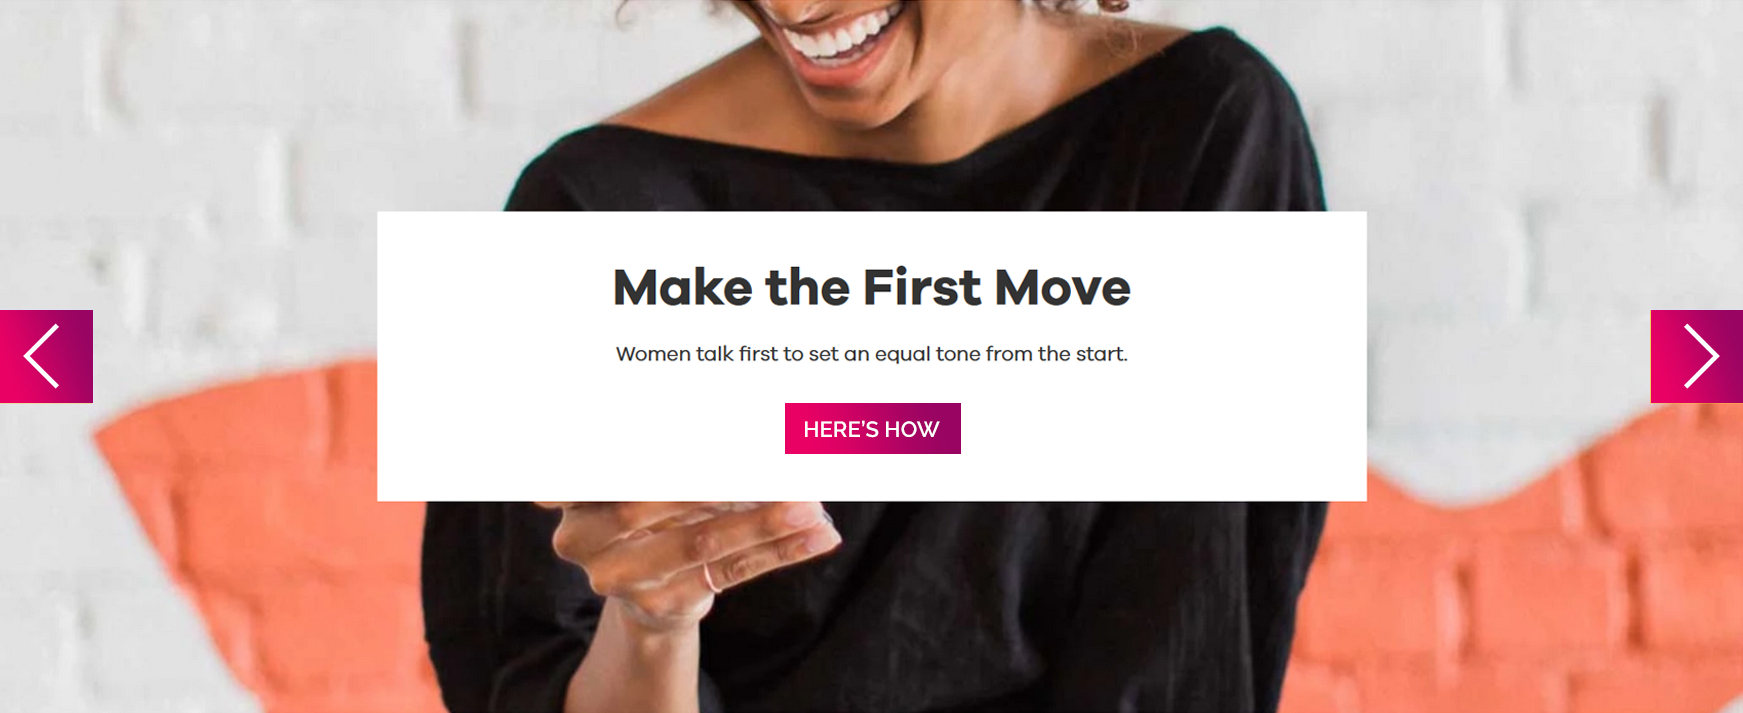 Make the First Move
Women talk first to set an equal tone from the start.
HERE’S HOW